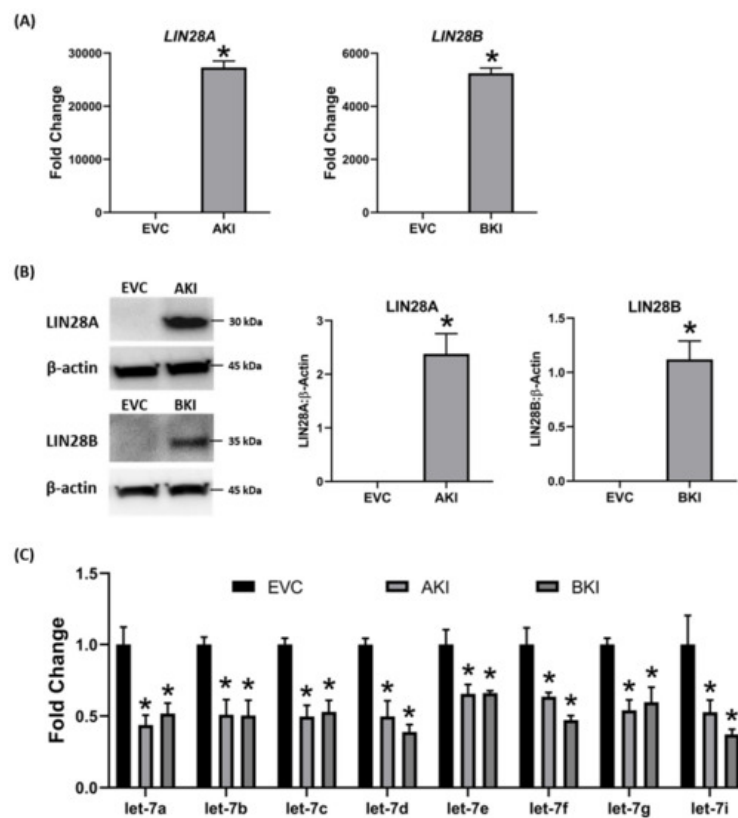 (A)
LIN28A
Fold Change
30000
20000
10000
0
*
EVC
AKI
LIN28B
Fold Change
6000
4000
2000
0
*
EVC
BKI
(B)
EVC AKI
LIN28A
30 kDa
β-actin
45 kDa
EVC BKI
LIN28B
35 kDa
β-actin
45 kDa
LIN28A
LIN28A:β-Actin
3
2
1
0
*
EVC
AKI
LIN28B
LIN28B:β-Actin
1.5
1.0
0.5
0.0
*
EVC
BKI
(C)
EVC AKI BKI
Fold Change
1.5
1.0
0.5
0.0
* * * * * * * * * * * * * * * *
let-7a let-7b let-7c let-7d let-7e let-7f let-7g let-7i